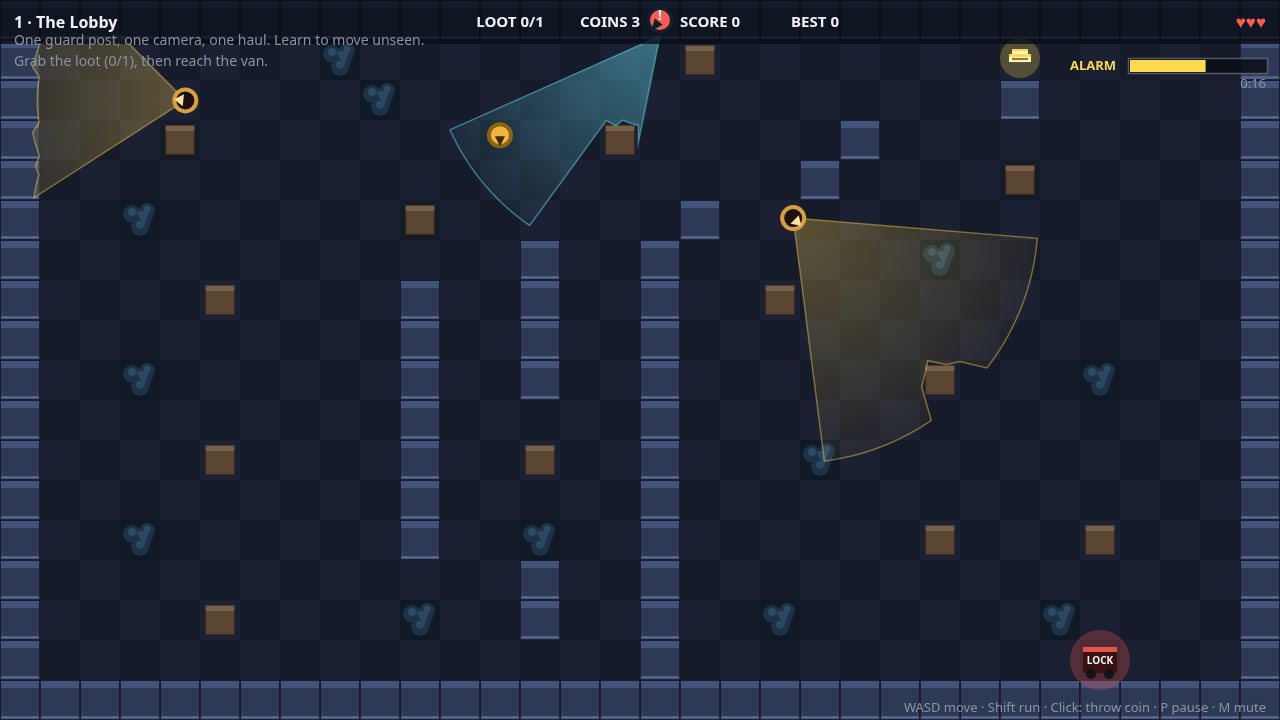 1 · The Lobby
LOOT 0/1
COINS 3
!
SCORE 0
BEST 0
♥♥♥
One guard post, one camera, one haul. Learn to move unseen.
Grab the loot (0/1), then reach the van.
ALARM
0:16
LOCK
WASD move · Shift run · Click: throw coin · P pause · M mute